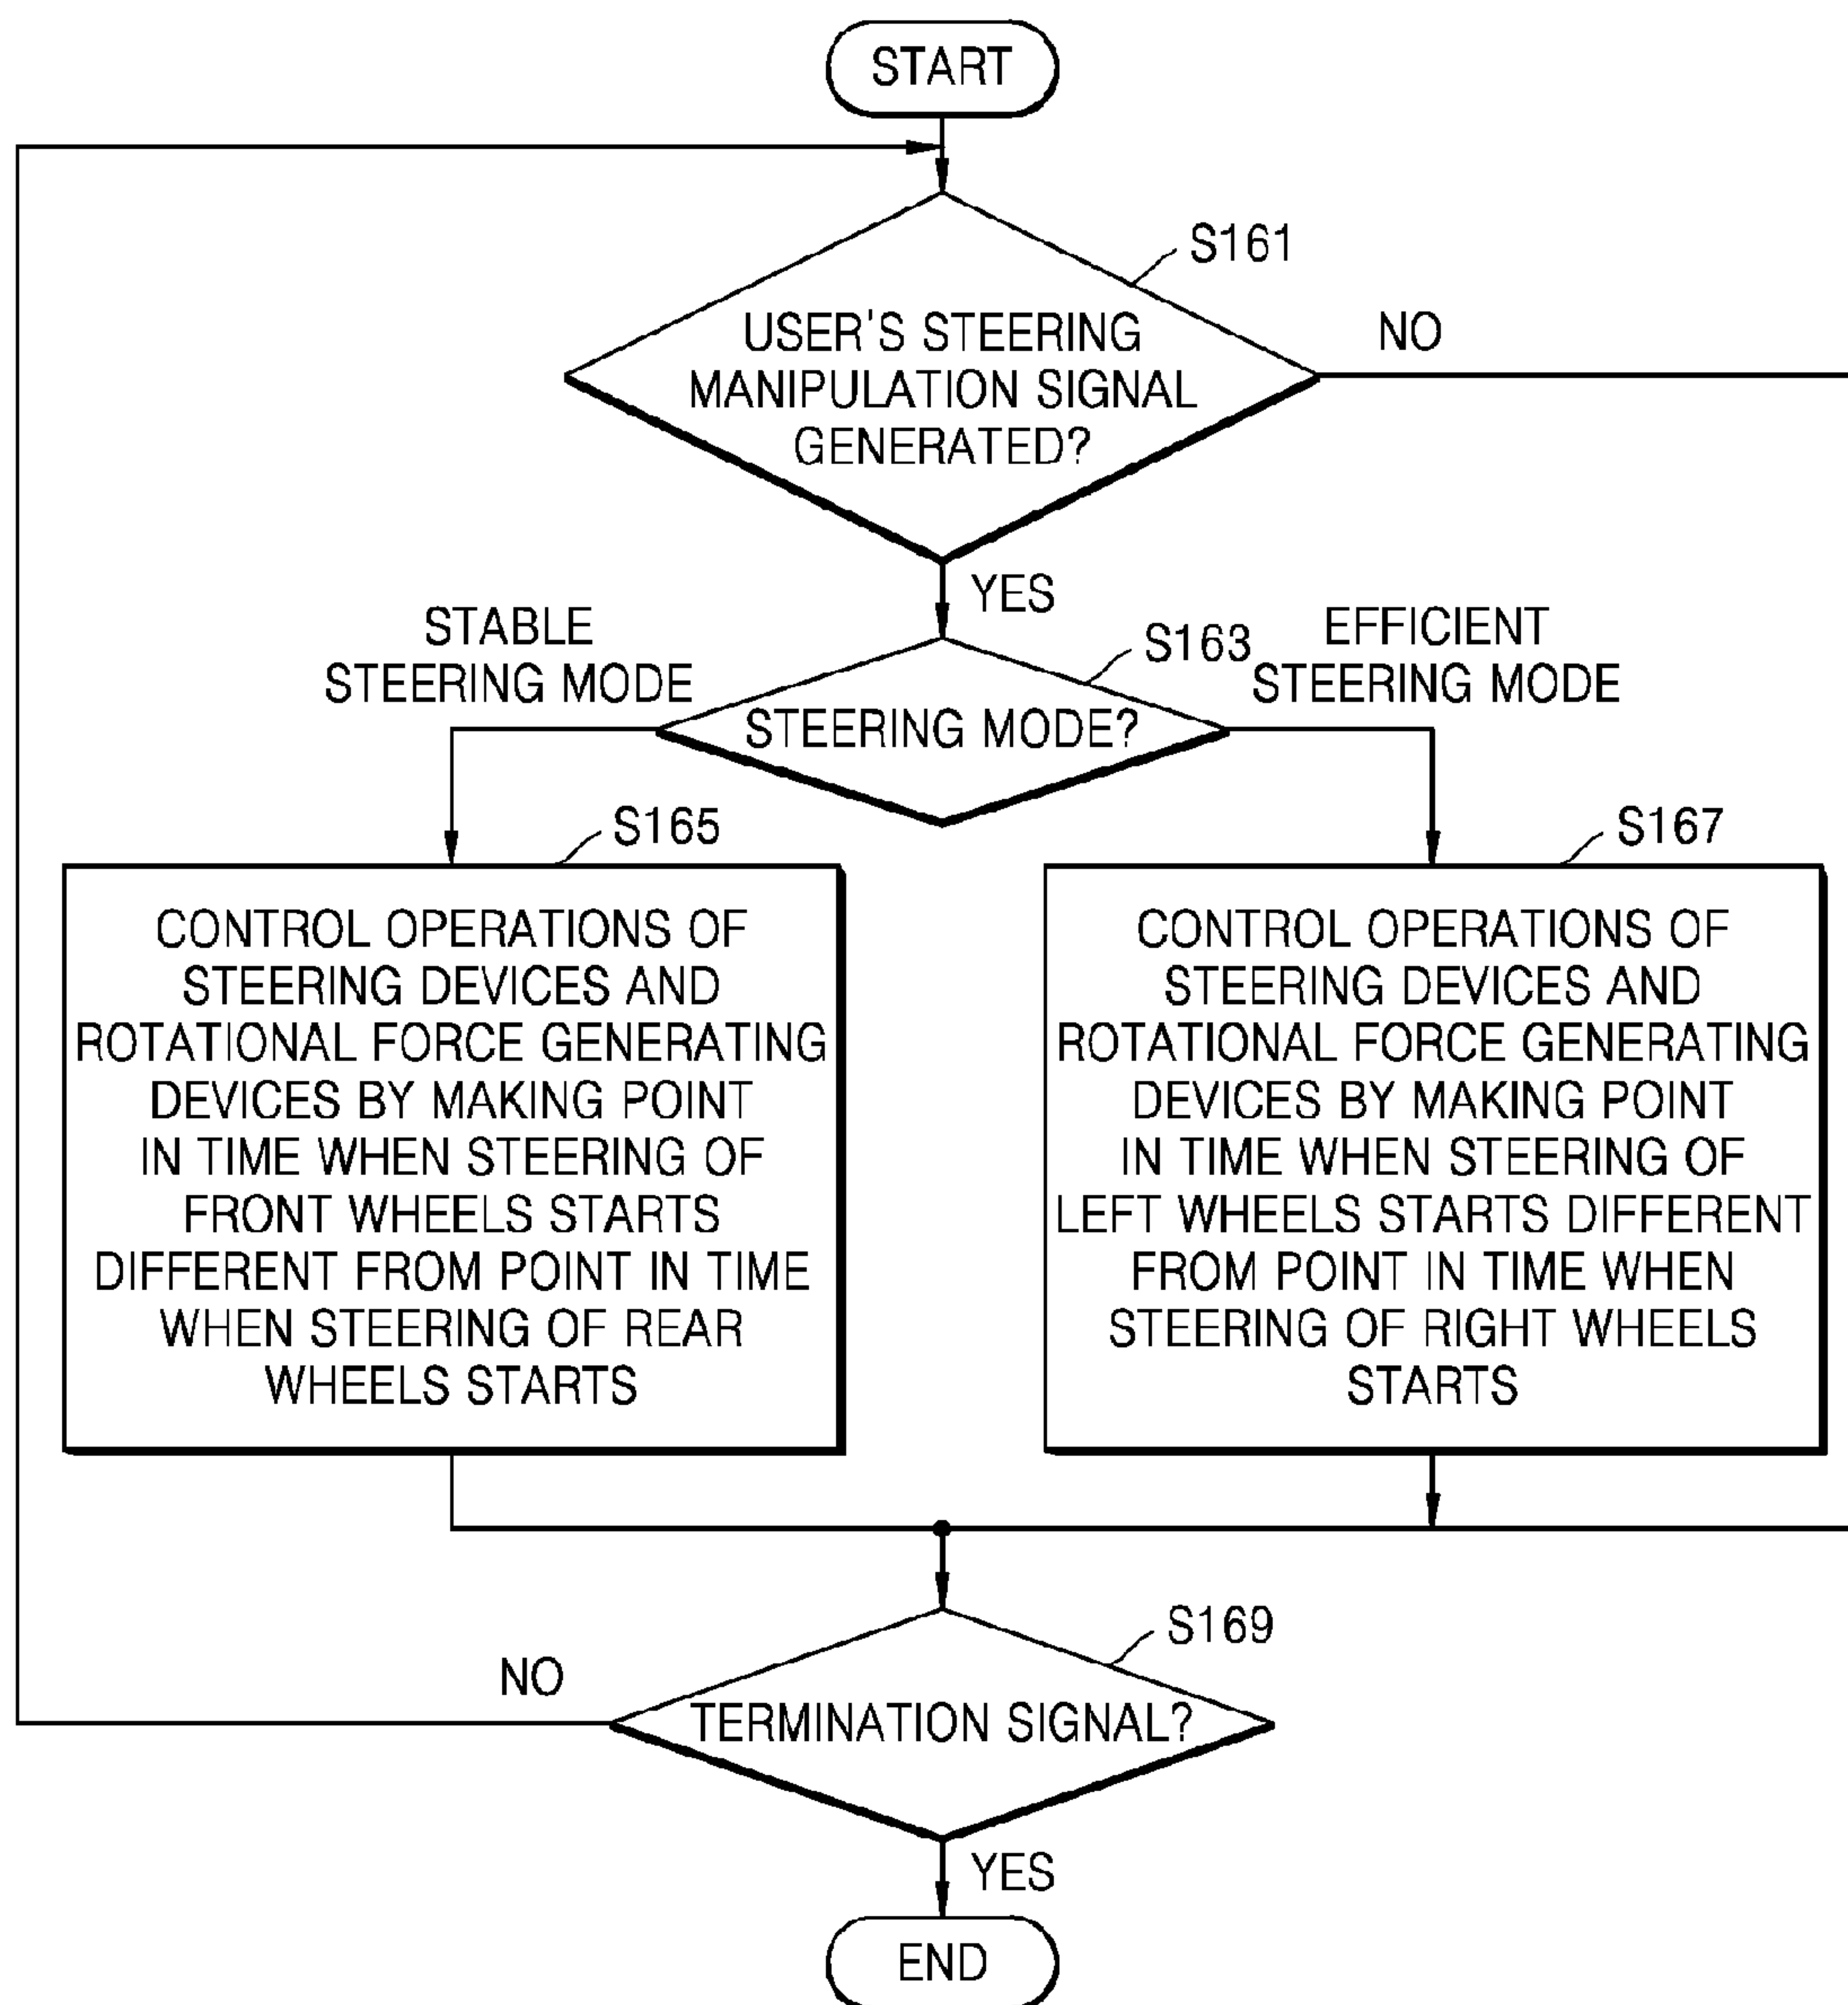 START
S161
USER'S STEERING
MANIPULATION SIGNAL
GENERATED?
NO
YES
STABLE
STEERING MODE
S163
EFFICIENT
STEERING MODE
STEERING MODE?
S165
CONTROL OPERATIONS OF
STEERING DEVICES AND
ROTATIONAL FORCE GENERATING
DEVICES BY MAKING POINT
IN TIME WHEN STEERING OF
FRONT WHEELS STARTS
DIFFERENT FROM POINT IN TIME
WHEN STEERING OF REAR
WHEELS STARTS
S167
CONTROL OPERATIONS OF
STEERING DEVICES AND
ROTATIONAL FORCE GENERATING
DEVICES BY MAKING POINT
IN TIME WHEN STEERING OF
LEFT WHEELS STARTS DIFFERENT
FROM POINT IN TIME WHEN
STEERING OF RIGHT WHEELS
STARTS
S169
NO
TERMINATION SIGNAL?
YES
END